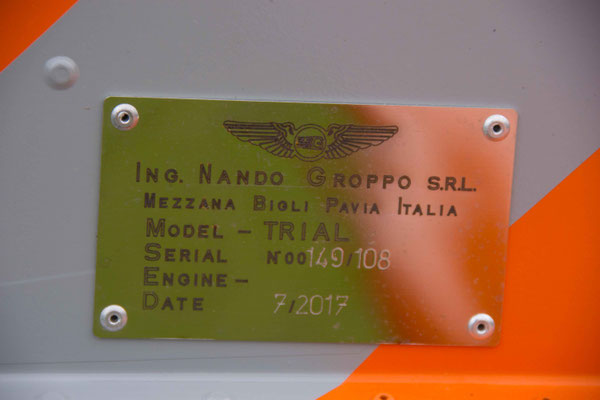 ING. NANDO GROPPO S.R.L.
MEZZANA BIGLI PAVIA ITALIA
MODEL - TRIAL
SERIAL N°00149/108
ENGINE -
DATE 7/2017